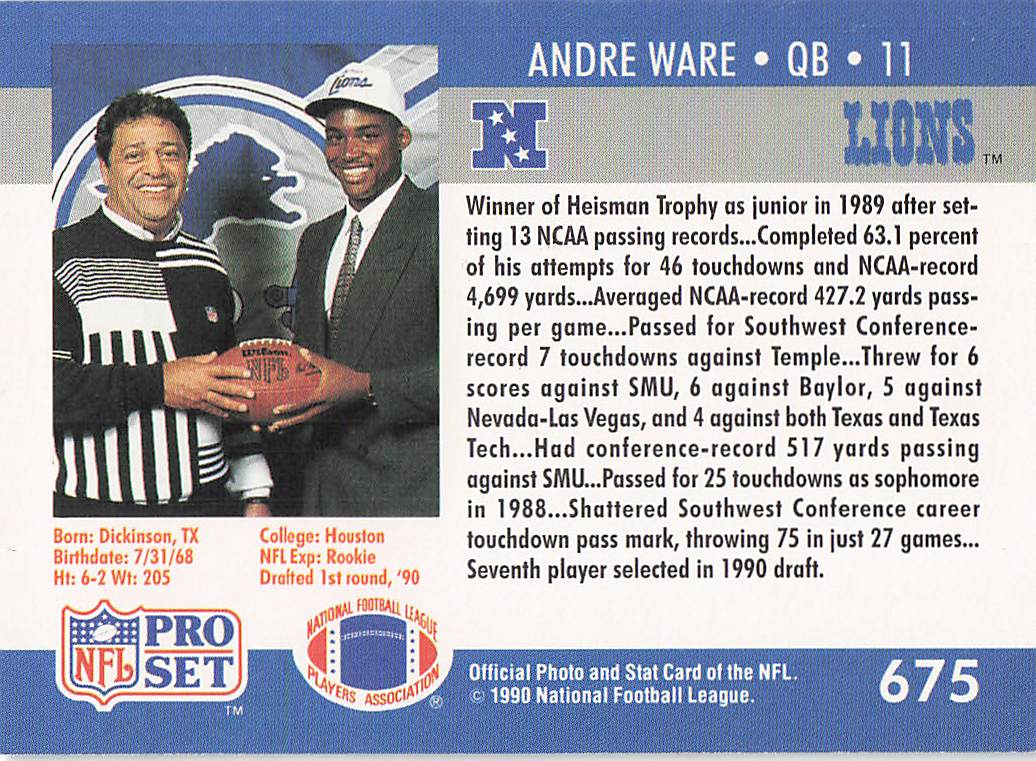 ANDRE WARE • QB • 11
Lions
N
LIONS TM
Winner of Heisman Trophy as junior in 1989 after set-
ting 13 NCAA passing records...Completed 63.1 percent
of his attempts for 46 touchdowns and NCAA-record
4,699 yards...Averaged NCAA-record 427.2 yards pass-
ing per game...Passed for Southwest Conference-
record 7 touchdowns against Temple...Threw for 6
scores against SMU, 6 against Baylor, 5 against
Nevada-Las Vegas, and 4 against both Texas and Texas
Tech...Had conference-record 517 yards passing
against SMU...Passed for 25 touchdowns as sophomore
in 1988...Shattered Southwest Conference career
touchdown pass mark, throwing 75 in just 27 games...
Seventh player selected in 1990 draft.
Wilson
NFL
Born: Dickinson, TX
Birthdate: 7/31/68
Ht: 6-2 Wt: 205
College: Houston
NFL Exp: Rookie
Drafted 1st round, '90
NFL
PRO
SET
TM
NATIONAL FOOTBALL LEAGUE
PLAYERS ASSOCIATION
®
Official Photo and Stat Card of the NFL.
© 1990 National Football League.
675